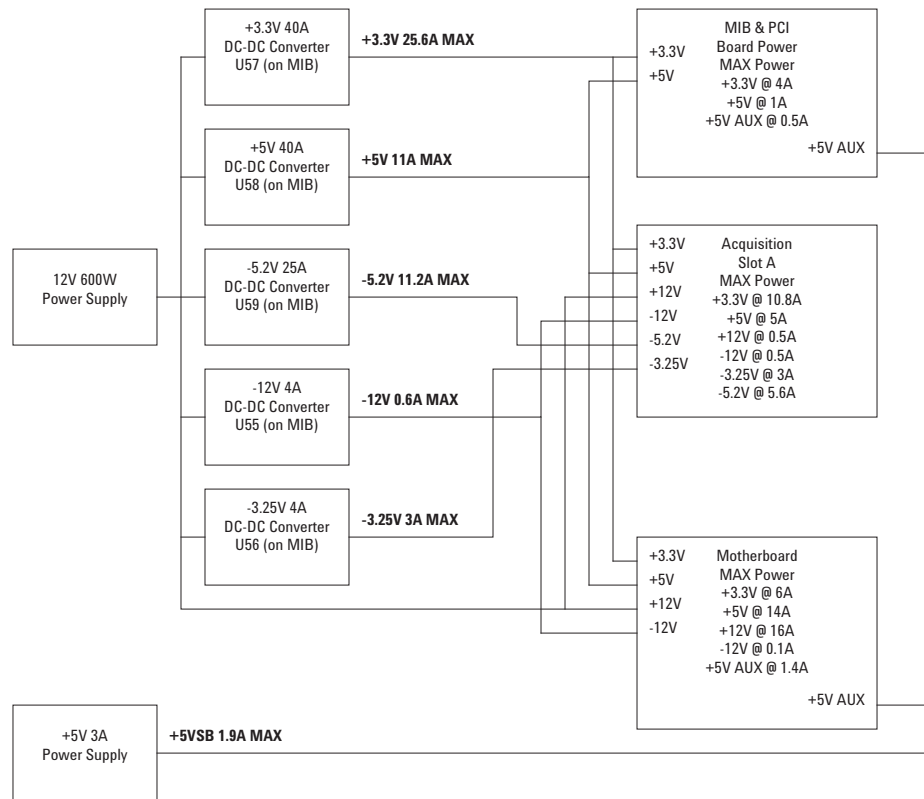 +3.3V 40A
DC-DC Converter
U57 (on MIB)
+3.3V 25.6A MAX
+5V 40A
DC-DC Converter
U58 (on MIB)
+5V 11A MAX
12V 600W
Power Supply
-5.2V 25A
DC-DC Converter
U59 (on MIB)
-5.2V 11.2A MAX
-12V 4A
DC-DC Converter
U55 (on MIB)
-12V 0.6A MAX
-3.25V 4A
DC-DC Converter
U56 (on MIB)
-3.25V 3A MAX
+3.3V
+5V
MIB & PCI
Board Power
MAX Power
+3.3V @ 4A
+5V @ 1A
+5V AUX @ 0.5A
+5V AUX
+3.3V
+5V
+12V
-12V
-5.2V
-3.25V
Acquisition
Slot A
MAX Power
+3.3V @ 10.8A
+5V @ 5A
+12V @ 0.5A
-12V @ 0.5A
-3.25V @ 3A
-5.2V @ 5.6A
+3.3V
+5V
+12V
-12V
Motherboard
MAX Power
+3.3V @ 6A
+5V @ 14A
+12V @ 16A
-12V @ 0.1A
+5V AUX @ 1.4A
+5V AUX
+5V 3A
Power Supply
+5VSB 1.9A MAX